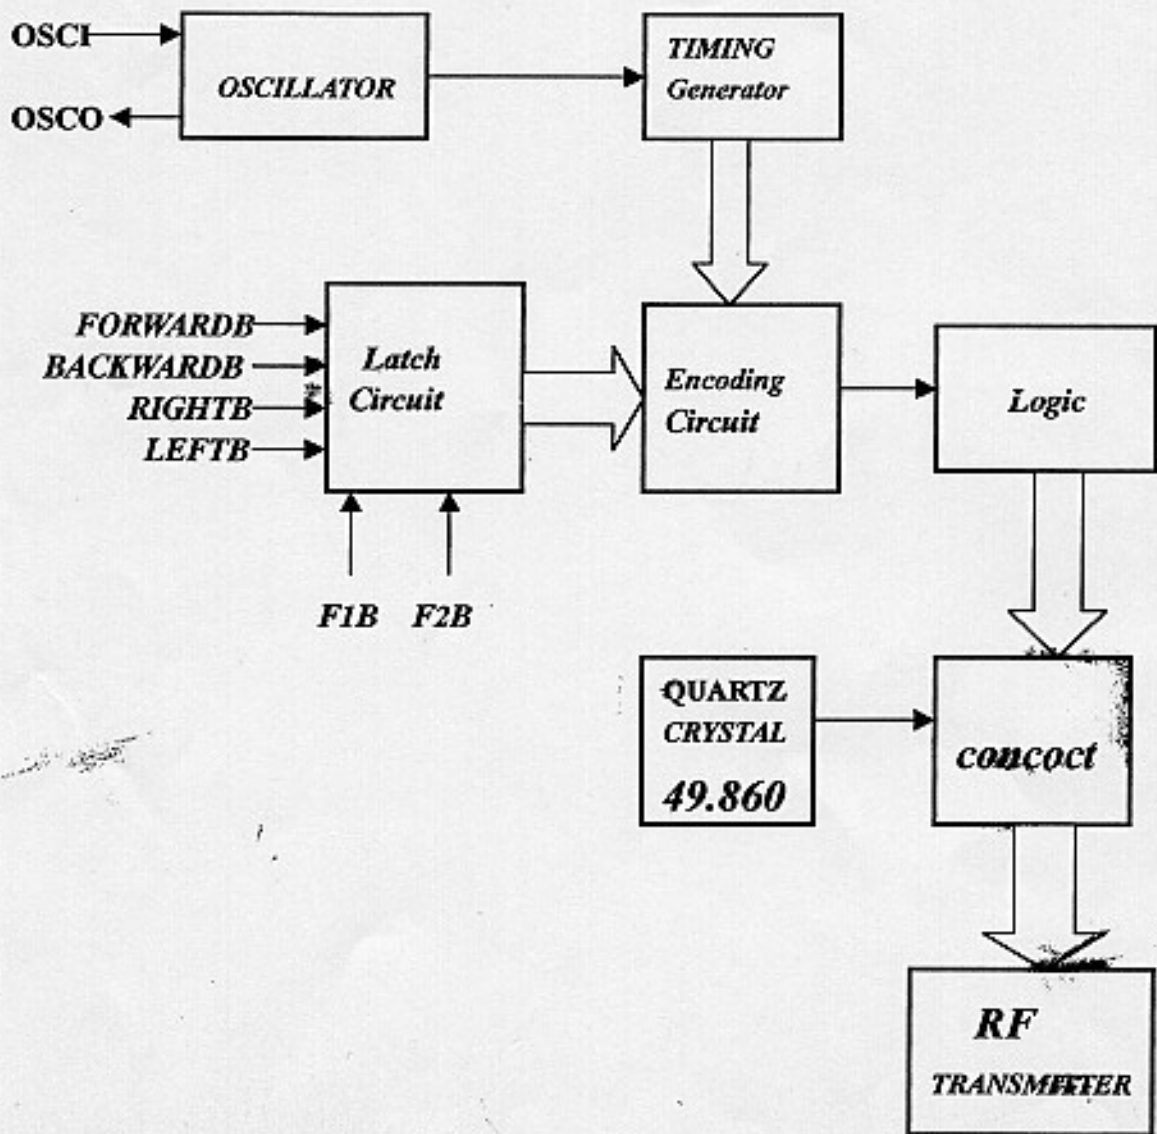 OSCI
OSCO
OSCILLATOR
TIMING
Generator
FORWARDB
BACKWARDB
RIGHTB
LEFTB
Latch
Circuit
Encoding
Circuit
Logic
F1B
F2B
QUARTZ
CRYSTAL
49.860
concoct
RF
TRANSMITTER